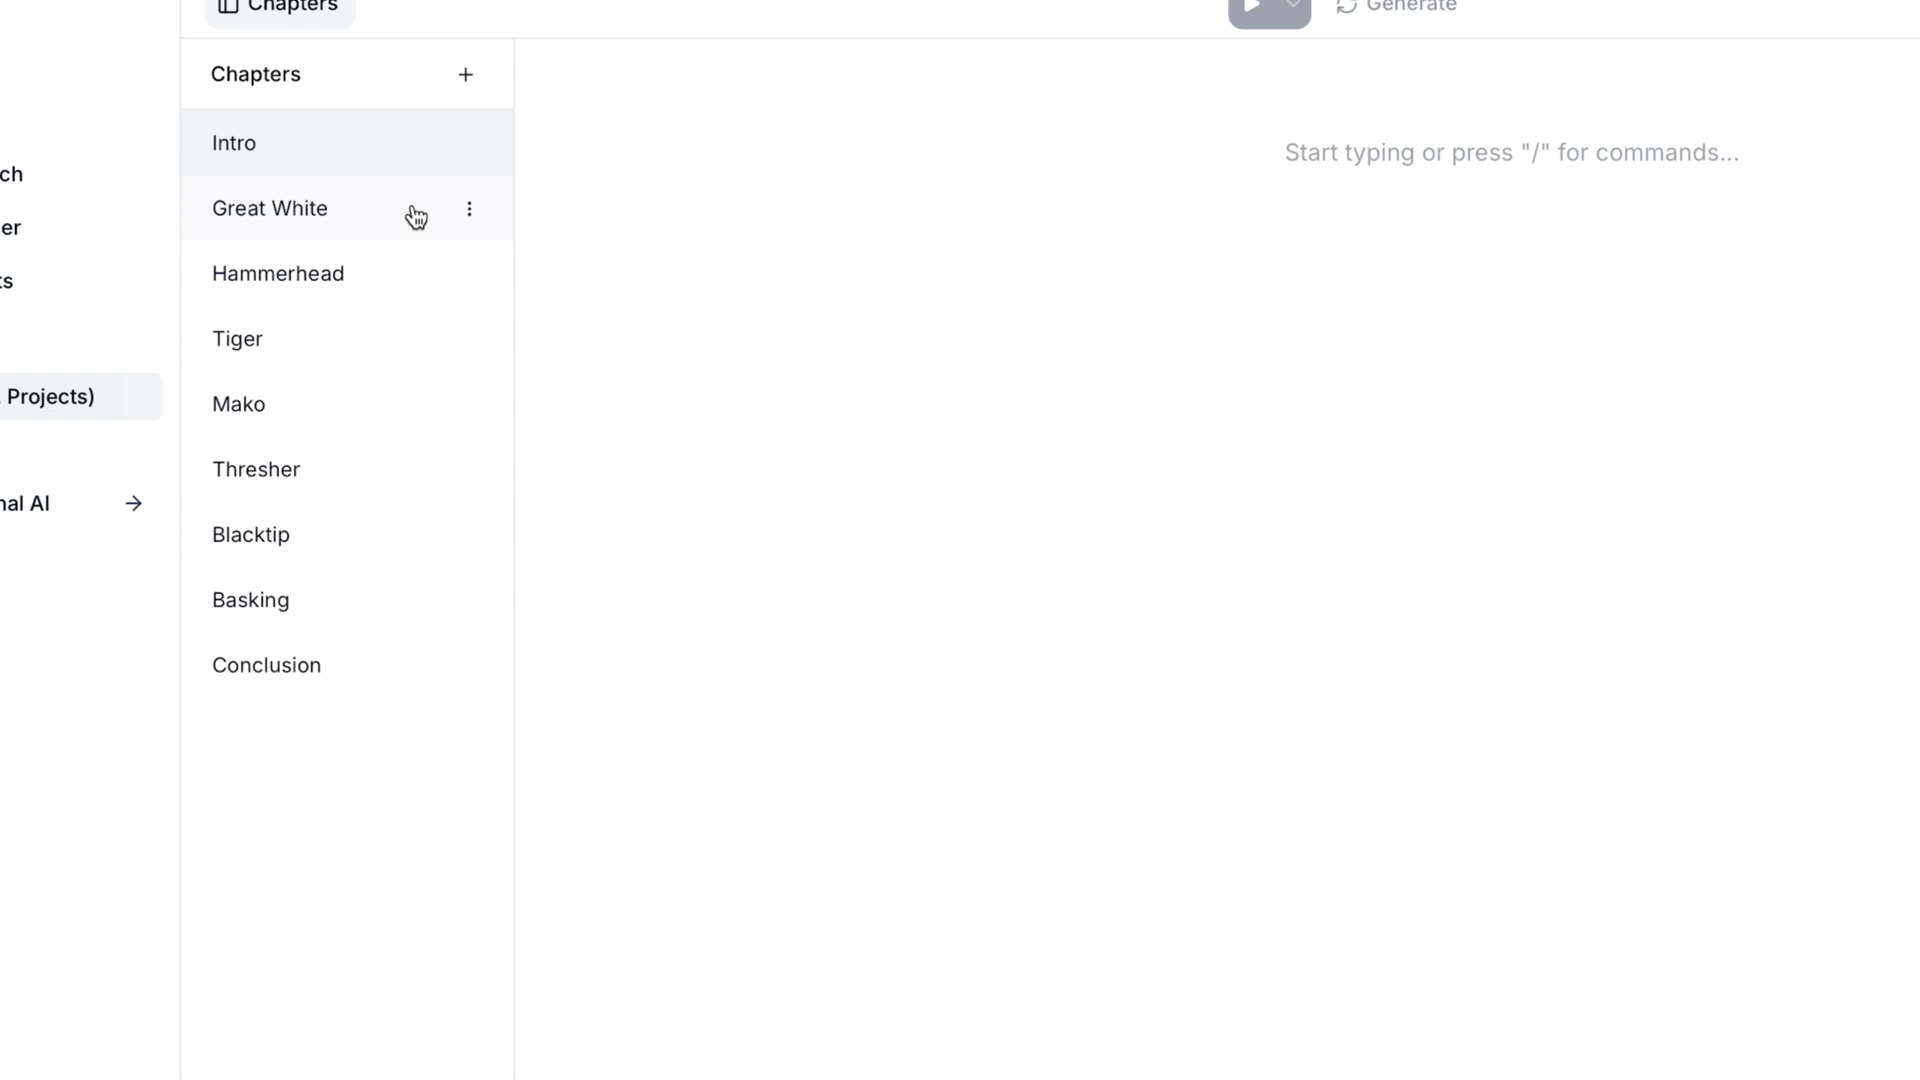 Chapters
Generate
Chapters
Intro
Great White
Hammerhead
Tiger
Mako
Thresher
Blacktip
Basking
Conclusion
Start typing or press "/" for commands...
ch
er
ts
Projects)
nal AI